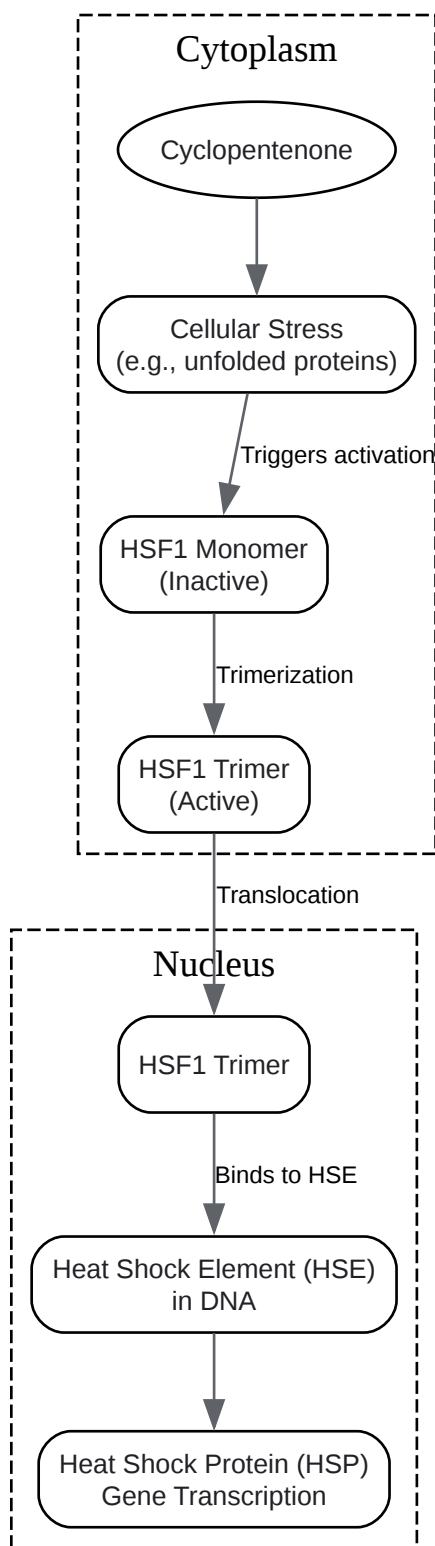 Cytoplasm
Cyclopentenone
Cellular Stress
(e.g., unfolded proteins)
Triggers activation
HSF1 Monomer
(Inactive)
Trimerization
HSF1 Trimer
(Active)
Translocation
Nucleus
HSF1 Trimer
Binds to HSE
Heat Shock Element (HSE)
in DNA
Heat Shock Protein (HSP)
Gene Transcription